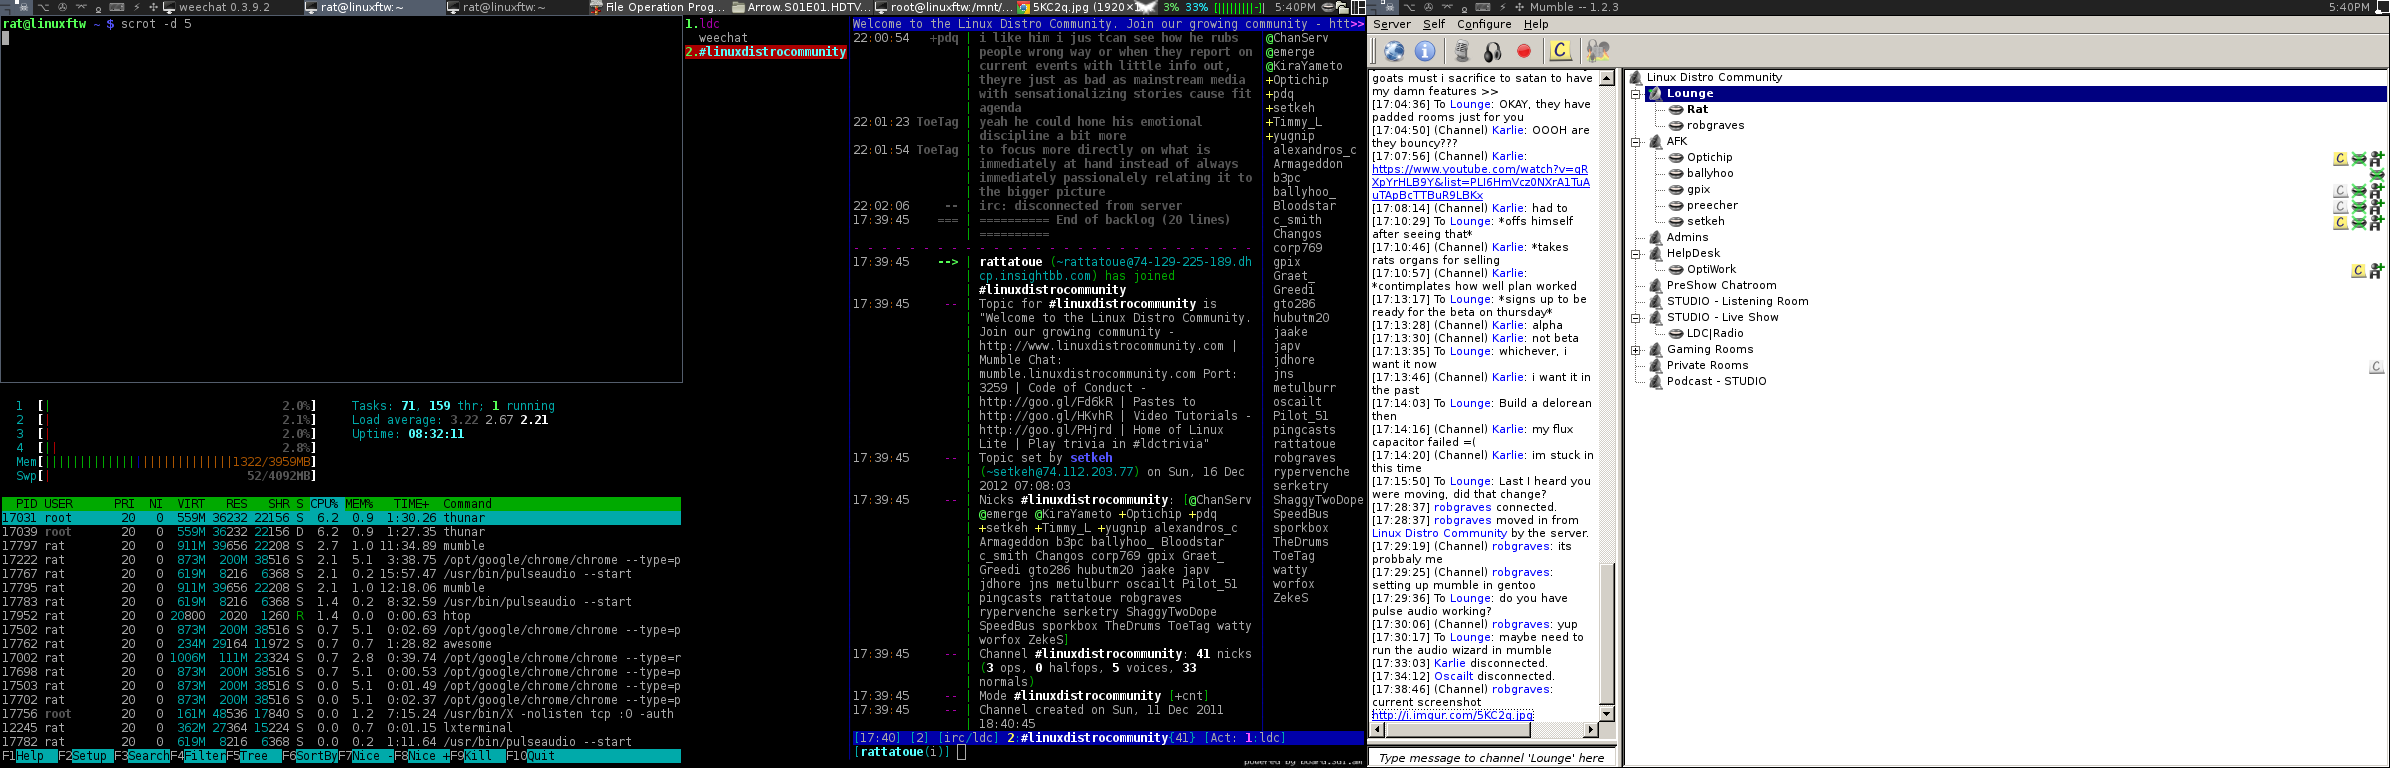 weechat 0.3.9.2
rat@linuxftw:~
rat@linuxftw:~
File Operation Prog...
Arrow.S01E01.HDTV...
root@linuxftw:/mnt/...
5KC2q.jpg (1920×1
3% 33% [||||||||||-|] 5:40PM
Mumble -- 1.2.3
5:40PM
rat@linuxftw ~ $ scrot -d 5
1 [| 2.0%]
2 [| 2.1%]
3 [| 2.0%]
4 [|| 2.8%]
Mem[ 1322/3959MB]
Swp[ 52/4092MB]
Tasks: 71, 159 thr; 1 running
Load average: 3.22 2.67 2.21
Uptime: 08:32:11
PID USER PRI NI VIRT RES SHR S CPU% MEM% TIME+ Command
17031 root 20 0 559M 36232 22156 S 6.2 0.9 1:30.26 thunar
17039 root 20 0 559M 36232 22156 D 6.2 0.9 1:27.35 thunar
17797 rat 20 0 911M 39656 22208 S 2.7 1.0 11:34.89 mumble
17222 rat 20 0 873M 200M 38516 S 2.1 5.1 3:38.75 /opt/google/chrome/chrome --type=p
17767 rat 20 0 619M 8216 6368 S 2.1 0.2 15:57.47 /usr/bin/pulseaudio --start
17795 rat 20 0 911M 39656 22208 S 2.1 1.0 12:18.06 mumble
17783 rat 20 0 619M 8216 6368 S 1.4 0.2 8:32.59 /usr/bin/pulseaudio --start
17952 rat 20 0 20800 2020 1260 R 1.4 0.0 0:00.63 htop
17502 rat 20 0 873M 200M 38516 S 0.7 5.1 0:02.69 /opt/google/chrome/chrome --type=p
17762 rat 20 0 234M 29164 11972 S 0.7 0.7 1:28.82 awesome
17002 rat 20 0 1006M 111M 23324 S 0.7 2.8 0:39.74 /opt/google/chrome/chrome --type=r
17698 rat 20 0 873M 200M 38516 S 0.7 5.1 0:00.53 /opt/google/chrome/chrome --type=p
17503 rat 20 0 873M 200M 38516 S 0.0 5.1 0:01.49 /opt/google/chrome/chrome --type=p
17702 rat 20 0 873M 200M 38516 S 0.0 5.1 0:02.37 /opt/google/chrome/chrome --type=p
17756 root 20 0 161M 48536 17840 S 0.0 1.2 7:15.24 /usr/bin/X -nolisten tcp :0 -auth
12245 rat 20 0 362M 27364 15224 S 0.0 0.7 0:01.15 lxterminal
17782 rat 20 0 619M 8216 6368 S 0.0 0.2 1:11.64 /usr/bin/pulseaudio --start
F1Help F2Setup F3SearchF4FilterF5Tree F6SortByF7Nice -F8Nice +F9Kill F10Quit
1.ldc
weechat
2.#linuxdistrocommunity
Welcome to the Linux Distro Community. Join our growing community - htt>>
22:00:54 +pdq | i like him i jus tcan see how he rubs
people wrong way or when they report on
current events with little info out,
theyre just as bad as mainstream media
with sensationalizing stories cause fit
agenda
22:01:23 ToeTag | yeah he could hone his emotional
discipline a bit more
22:01:54 ToeTag | to focus more directly on what is
immediately at hand instead of always
immediately passionalely relating it to
the bigger picture
22:02:06 -- | irc: disconnected from server
17:39:45 === | ========== End of backlog (20 lines)
==========
17:39:45 --> | rattatoue (~rattatoue@74-129-225-189.dh
cp.insightbb.com) has joined
#linuxdistrocommunity
17:39:45 -- | Topic for #linuxdistrocommunity is
"Welcome to the Linux Distro Community.
Join our growing community -
http://www.linuxdistrocommunity.com |
Mumble Chat:
mumble.linuxdistrocommunity.com Port:
3259 | Code of Conduct -
http://goo.gl/Fd6kR | Pastes to
http://goo.gl/HKvhR | Video Tutorials -
http://goo.gl/PHjrd | Home of Linux
Lite | Play trivia in #ldctrivia"
17:39:45 -- | Topic set by setkeh
(~setkeh@74.112.203.77) on Sun, 16 Dec
2012 07:08:03
17:39:45 -- | Nicks #linuxdistrocommunity: [@ChanServ
@emerge @KiraYameto +Optichip +pdq
+setkeh +Timmy_L +yugnip alexandros_c
Armageddon b3pc ballyhoo_ Bloodstar
c_smith Changos corp769 gpix Graet_
Greedi gto286 hubutm20 jaake japv
jdhore jns metulburr oscailt Pilot_51
pingcasts rattatoue robgraves
rypervenche serketry ShaggyTwoDope
SpeedBus sporkbox TheDrums ToeTag watty
worfox ZekeS]
17:39:45 -- | Channel #linuxdistrocommunity: 41 nicks
(3 ops, 0 halfops, 5 voices, 33
normals)
17:39:45 -- | Mode #linuxdistrocommunity [+cnt]
17:39:45 -- | Channel created on Sun, 11 Dec 2011
18:40:45
[17:40] [2] [irc/ldc] 2:#linuxdistrocommunity{41} [Act: 1:ldc]
[rattatoue(i)]
@ChanServ
@emerge
@KiraYameto
+Optichip
+pdq
+setkeh
+Timmy_L
+yugnip
alexandros_c
Armageddon
b3pc
ballyhoo_
Bloodstar
c_smith
Changos
corp769
gpix
Graet_
Greedi
gto286
hubutm20
jaake
japv
jdhore
jns
metulburr
oscailt
Pilot_51
pingcasts
rattatoue
robgraves
rypervenche
serketry
ShaggyTwoDope
SpeedBus
sporkbox
TheDrums
ToeTag
watty
worfox
ZekeS
Server Self Configure Help
goats must i sacrifice to satan to have
my damn features >>
[17:04:36] To Lounge: OKAY, they have
padded rooms just for you
[17:04:50] (Channel) Karlie: OOOH are
they bouncy???
[17:07:56] (Channel) Karlie:
https://www.youtube.com/watch?v=qR
XpYrHLB9Y&list=PLI6HmVcz0NXrA1TuA
uTApBcTTBuR9LBKx
[17:08:14] (Channel) Karlie: had to
[17:10:29] To Lounge: *offs himself
after seeing that*
[17:10:46] (Channel) Karlie: *takes
rats organs for selling
[17:10:57] (Channel) Karlie:
*contimplates how well plan worked
[17:13:17] To Lounge: *signs up to be
ready for the beta on thursday*
[17:13:28] (Channel) Karlie: alpha
[17:13:30] (Channel) Karlie: not beta
[17:13:35] To Lounge: whichever, i
want it now
[17:13:46] (Channel) Karlie: i want it in
the past
[17:14:03] To Lounge: Build a delorean
then
[17:14:16] (Channel) Karlie: my flux
capacitor failed =(
[17:14:20] (Channel) Karlie: im stuck in
this time
[17:15:50] To Lounge: Last I heard you
were moving, did that change?
[17:28:37] robgraves connected.
[17:28:37] robgraves moved in from
Linux Distro Community by the server.
[17:29:19] (Channel) robgraves: its
probbaly me
[17:29:25] (Channel) robgraves:
setting up mumble in gentoo
[17:29:36] To Lounge: do you have
pulse audio working?
[17:30:06] (Channel) robgraves: yup
[17:30:17] To Lounge: maybe need to
run the audio wizard in mumble
[17:33:03] Karlie disconnected.
[17:34:12] Oscailt disconnected.
[17:38:46] (Channel) robgraves:
current screenshot
http://i.imgur.com/5KC2q.jpg
Type message to channel 'Lounge' here
Linux Distro Community
Lounge
Rat
robgraves
AFK
Optichip
ballyhoo
gpix
preecher
setkeh
Admins
HelpDesk
OptiWork
PreShow Chatroom
STUDIO - Listening Room
STUDIO - Live Show
LDC|Radio
Gaming Rooms
Private Rooms
Podcast - STUDIO